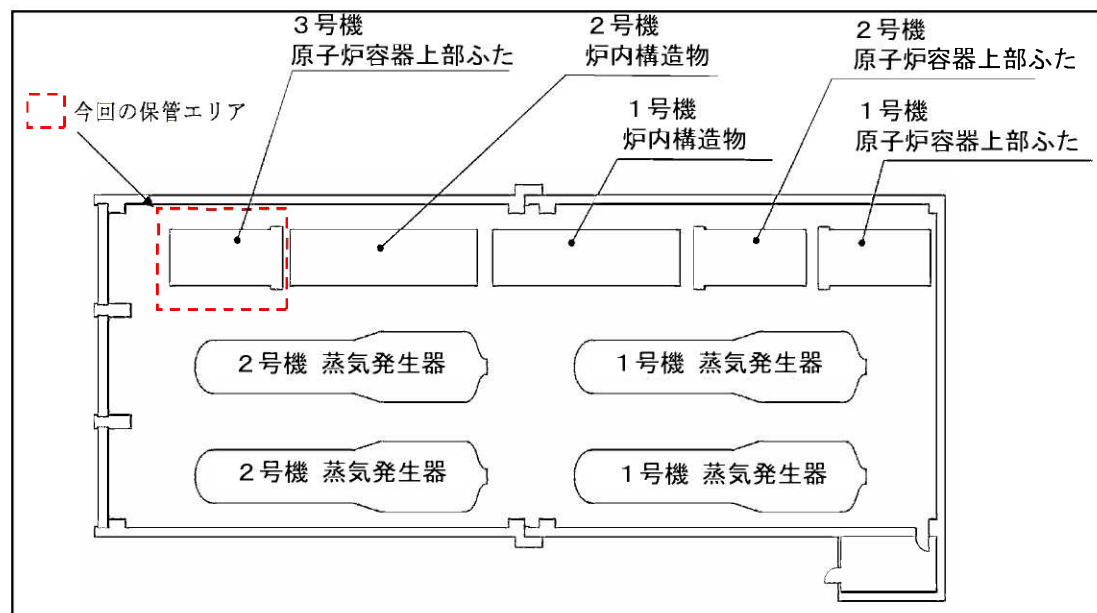 3号機
原子炉容器上部ふた
2号機
炉内構造物
2号機
原子炉容器上部ふた
今回の保管エリア
1号機
炉内構造物
1号機
原子炉容器上部ふた
2号機 蒸気発生器
1号機 蒸気発生器
2号機 蒸気発生器
1号機 蒸気発生器